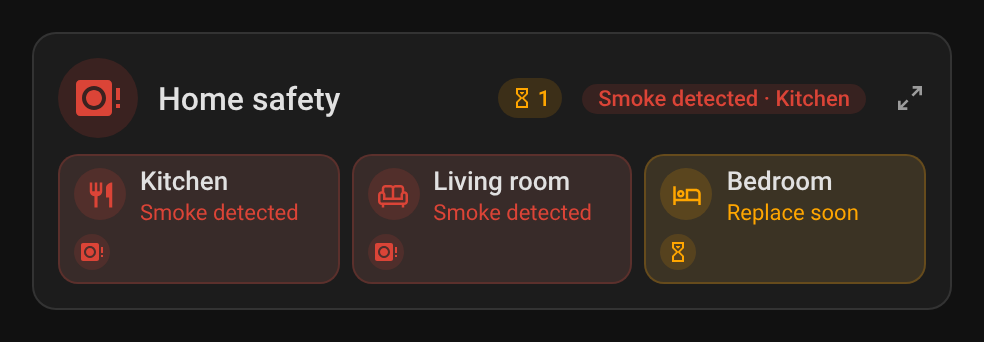 Home safety
1
Smoke detected · Kitchen
Kitchen
Smoke detected
Living room
Smoke detected
Bedroom
Replace soon